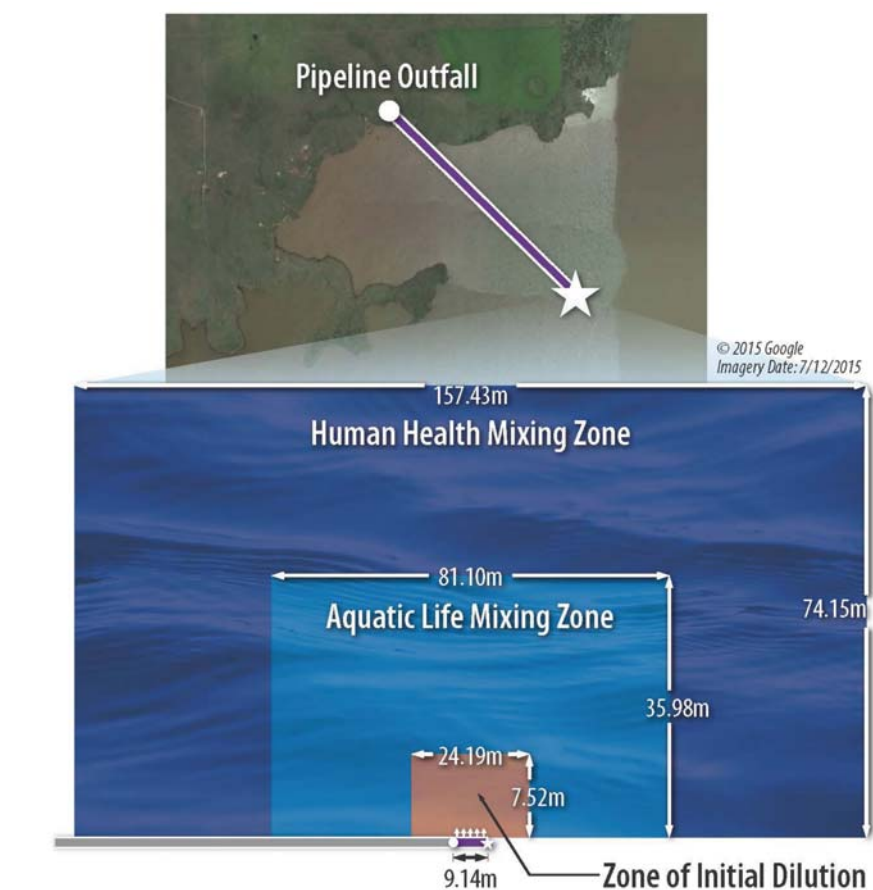 Pipeline Outfall
© 2015 Google
Imagery Date: 7/12/2015
157.43m
Human Health Mixing Zone
81.10m
Aquatic Life Mixing Zone
74.15m
35.98m
24.19m
7.52m
9.14m
Zone of Initial Dilution